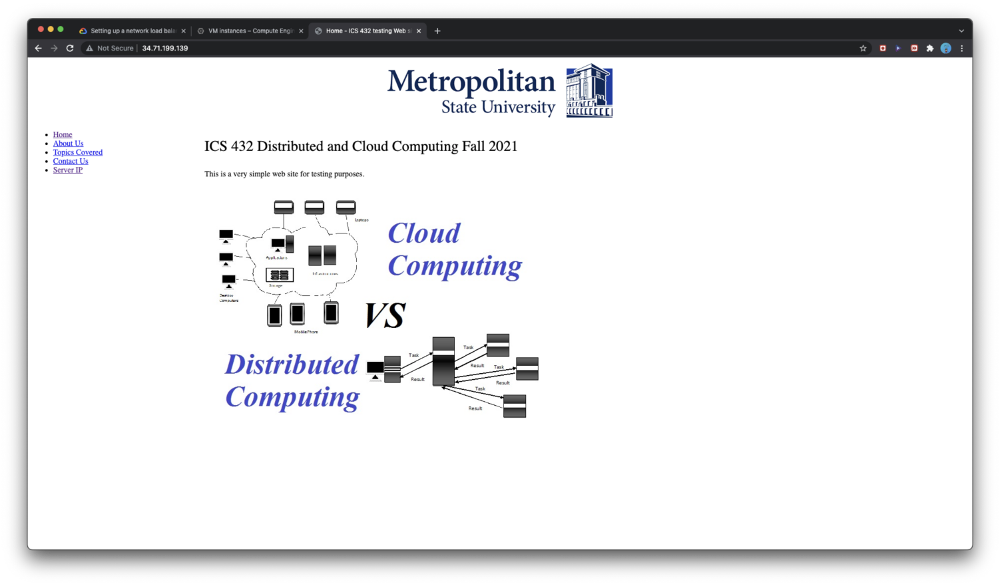 Setting up a network load bala
VM instances – Compute Engin
Home - ICS 432 testing Web si
Not Secure
34.71.199.139
Metropolitan
State University
Home
About Us
Topics Covered
Contact Us
Server IP
ICS 432 Distributed and Cloud Computing Fall 2021
This is a very simple web site for testing purposes.
Laptops
Applications
Storage
Desktop
Computers
Mobile Phone
Cloud
Computing
VS
Distributed
Computing
Task
Result
Task
Result
Task
Result
Task
Result